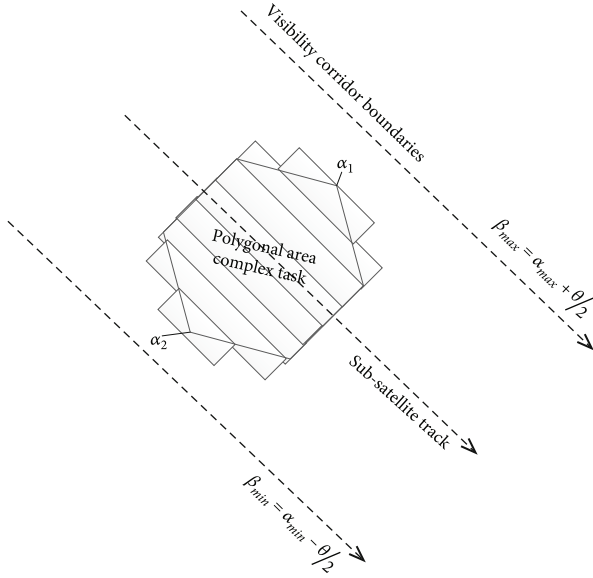 Visibility corridor boundaries
α1
β_max = α_max + θ/2
Polygonal area
complex task
α2
Sub-satellite track
β_min = α_min − θ/2